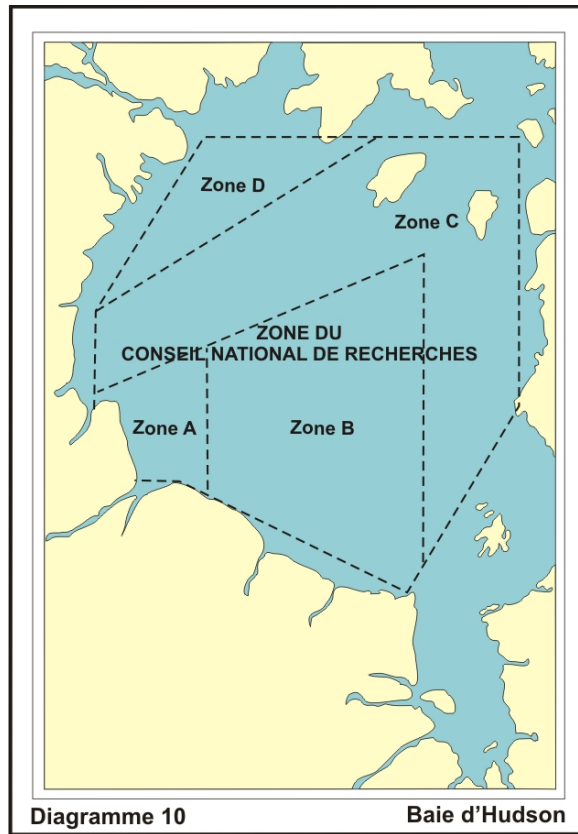 Zone D
Zone C
ZONE DU
CONSEIL NATIONAL DE RECHERCHES
Zone A
Zone B
Diagramme 10
Baie d'Hudson